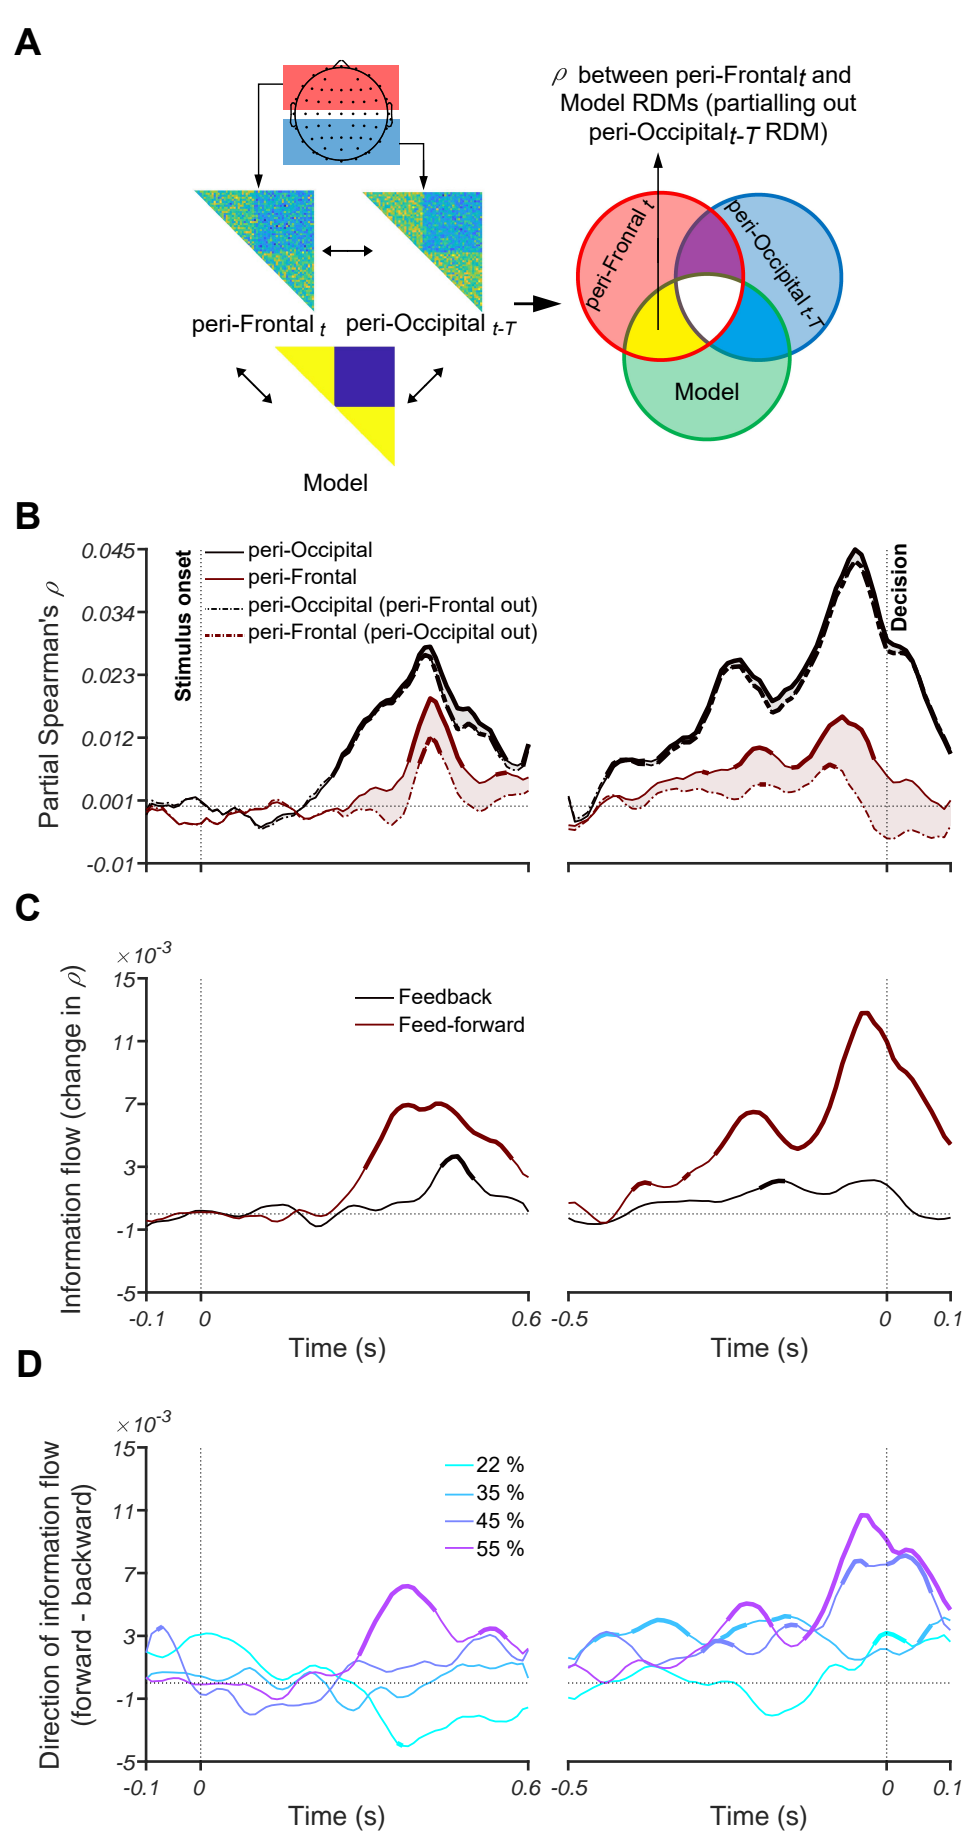 A
ρ between peri-Frontalt and
Model RDMs (partialling out
peri-Occipitalt-T RDM)
peri-Fronral t
peri-Occipital t-T
peri-Frontal t
peri-Occipital t-T
Model
Model
B
Partial Spearman's ρ
0.045
0.034
0.023
0.012
0.001
-0.01
Stimulus onset
peri-Occipital
peri-Frontal
peri-Occipital (peri-Frontal out)
peri-Frontal (peri-Occipital out)
Decision
C
Information flow (change in ρ)
×10-3
15
11
7
3
-1
-5
Feedback
Feed-forward
-0.1
0
0.6
-0.5
0
0.1
Time (s)
Time (s)
D
Direction of information flow
(forward - backward)
×10-3
15
11
7
3
-1
-5
22 %
35 %
45 %
55 %
-0.1
0
0.6
-0.5
0
0.1
Time (s)
Time (s)